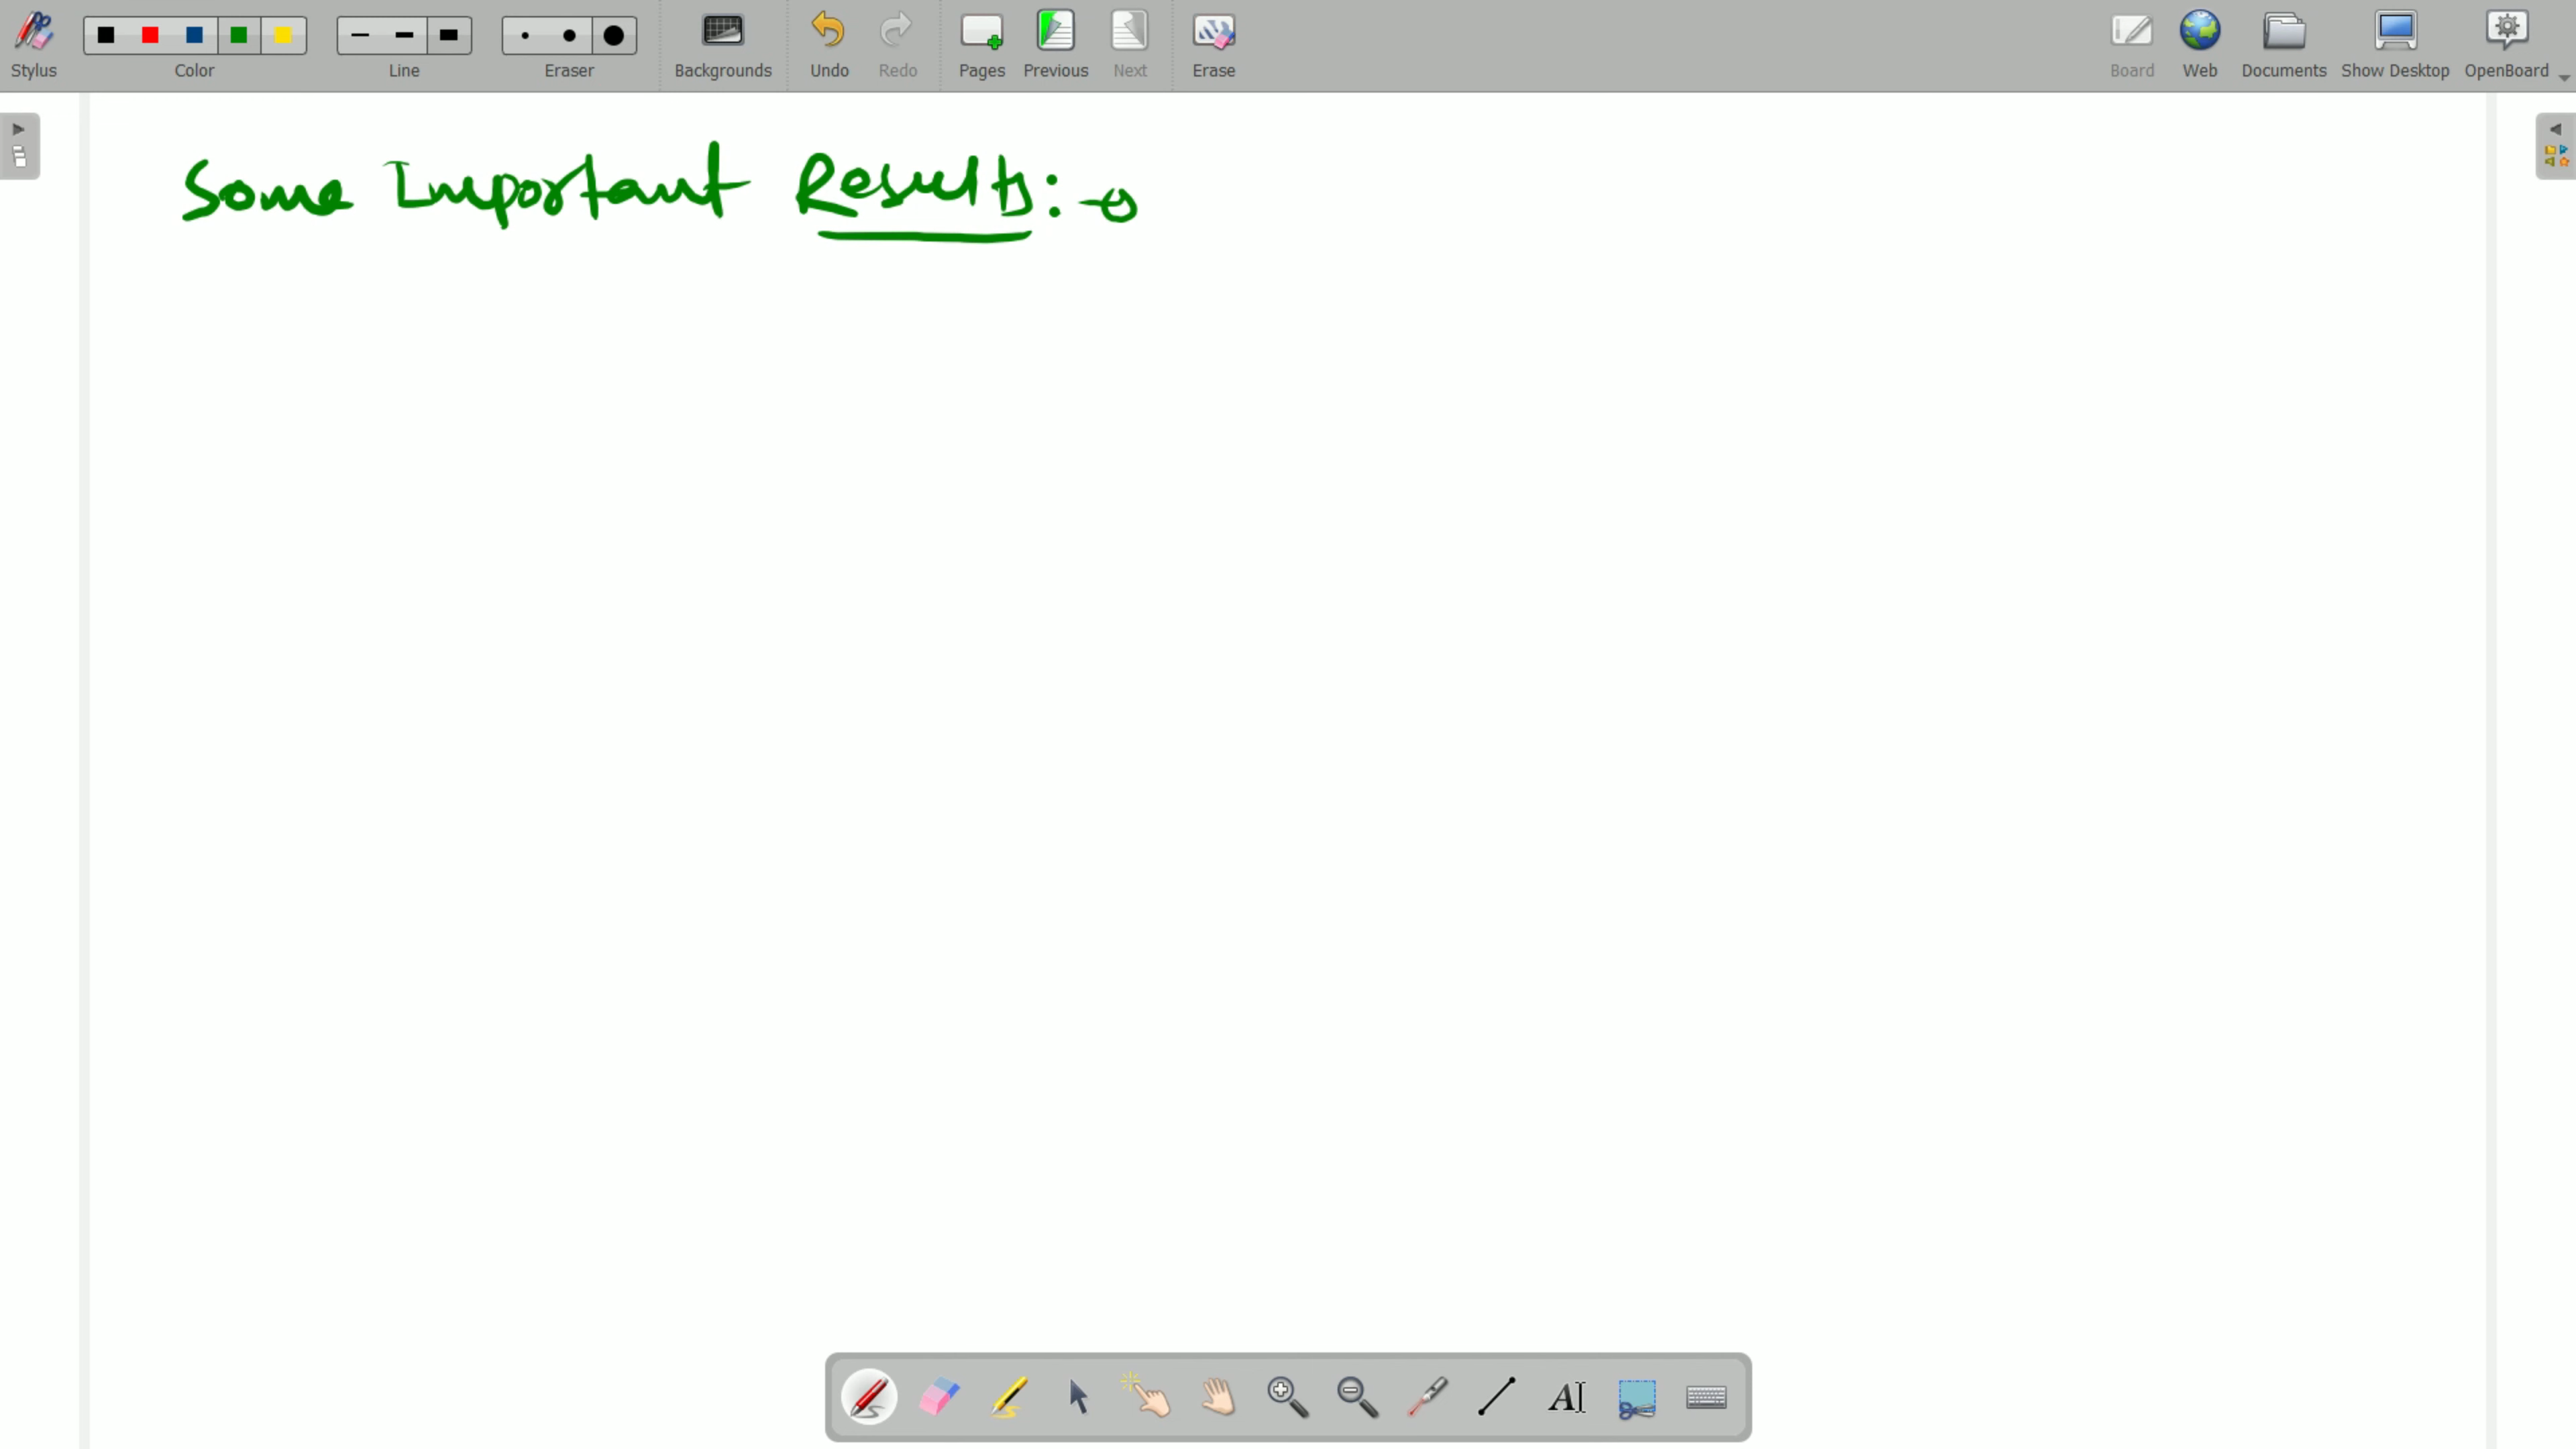 Stylus Color Line Eraser Backgrounds Undo Redo Pages Previous Next Erase Board Web Documents Show Desktop OpenBoard
Some Important Results:-